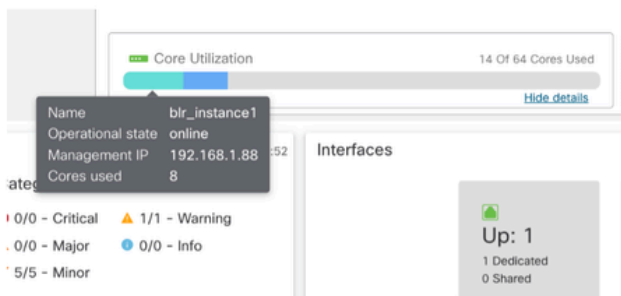 Core Utilization 14 Of 64 Cores Used
Hide details
Name blr_instance1
Operational state online
Management IP 192.168.1.88
Cores used 8
:52
Interfaces
0/0 - Critical 1/1 - Warning
0/0 - Major 0/0 - Info
5/5 - Minor
Up: 1
1 Dedicated
0 Shared